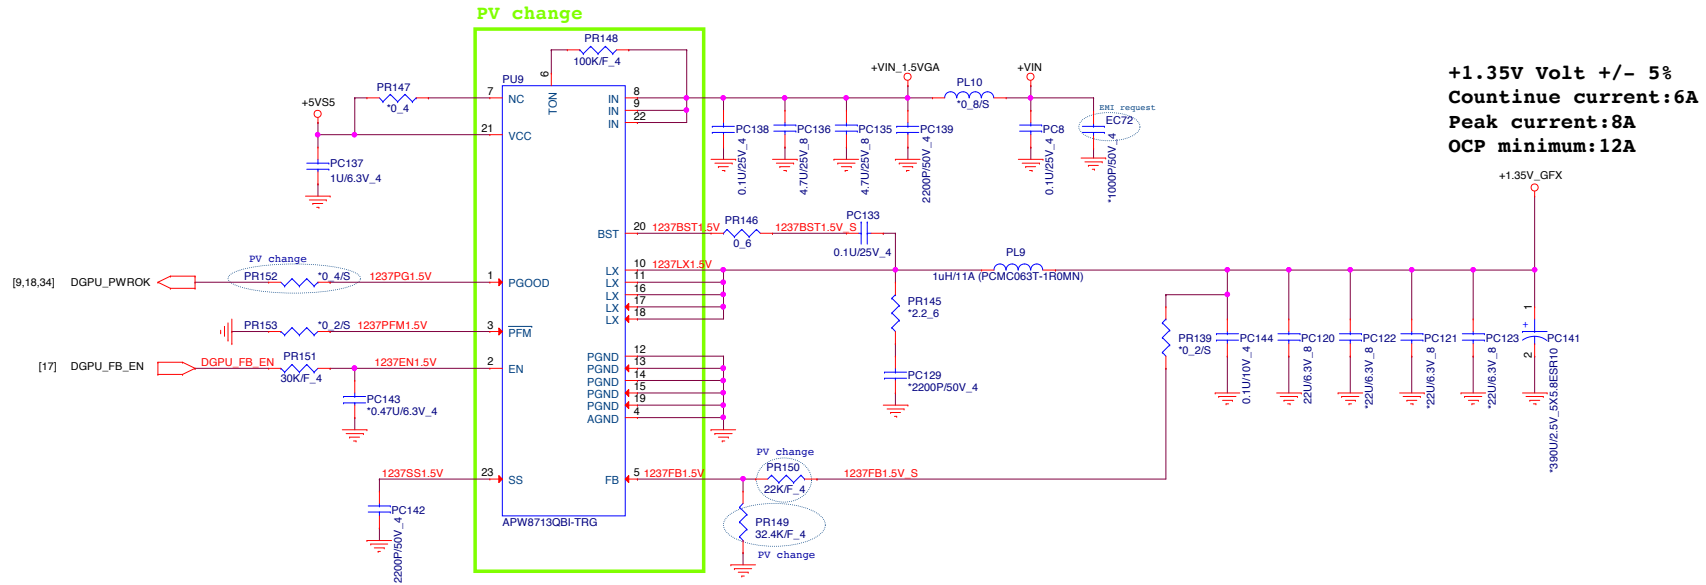 PV change
PR148
100K/F_4
6
PU9
TON
+5VS5
PR147
*0_4
7
NC
21
VCC
PC137
1U/6.3V_4
IN
8
IN
9
IN
22
+VIN_1.5VGA
PL10
*0_8/S
+VIN
EMI request
EC72
*1000P/50V_4
PC138
0.1U/25V_4
PC136
4.7U/25V_8
PC135
4.7U/25V_8
PC139
2200P/50V_4
PC8
0.1U/25V_4
+1.35V Volt +/- 5%
Countinue current:6A
Peak current:8A
OCP minimum:12A
+1.35V_GFX
BST
20
1237BST1.5V
PR146
0_6
1237BST1.5V_S
PC133
0.1U/25V_4
PV change
[9,18,34]
DGPU_PWROK
PR152
*0_4/S
1237PG1.5V
1
PGOOD
LX
10
1237LX1.5V
LX
11
LX
16
LX
17
LX
18
PL9
1uH/11A (PCMC063T-1R0MN)
PR145
*2.2_6
PC129
*2200P/50V_4
PR153
*0_2/S
1237PFM1.5V
3
PFM
[17]
DGPU_FB_EN
DGPU_FB_EN
PR151
30K/F_4
1237EN1.5V
2
EN
PC143
*0.47U/6.3V_4
PGND
12
PGND
13
PGND
14
PGND
15
PGND
19
AGND
4
PR139
*0_2/S
PC144
0.1U/10V_4
PC120
22U/6.3V_8
PC122
*22U/6.3V_8
PC121
*22U/6.3V_8
PC123
*22U/6.3V_8
1
+
2
PC141
*390U/2.5V_5X5.8ESR10
1237SS1.5V
23
SS
PC142
2200P/50V_4
FB
5
1237FB1.5V
PV change
PR150
22K/F_4
1237FB1.5V_S
PR149
32.4K/F_4
PV change
APW8713QBI-TRG